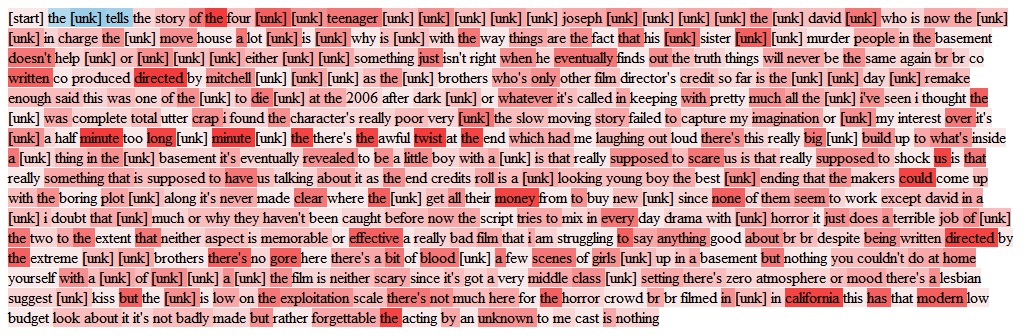 [start] the [unk] tells the story of the four [unk] [unk] teenager [unk] [unk] [unk] [unk] [unk] joseph [unk] [unk] [unk] [unk] the [unk] david [unk] who is now the [unk]
[unk] in charge the [unk] move house a lot [unk] is [unk] why is [unk] with the way things are the fact that his [unk] sister [unk] [unk] murder people in the basement
doesn't help [unk] or [unk] [unk] [unk] either [unk] [unk] something just isn't right when he eventually finds out the truth things will never be the same again br br co
written co produced directed by mitchell [unk] [unk] [unk] as the [unk] brothers who's only other film director's credit so far is the [unk] day [unk] remake
enough said this was one of the [unk] to die [unk] at the 2006 after dark [unk] or whatever it's called in keeping with pretty much all the [unk] i've seen i thought the
[unk] was complete total utter crap i found the character's really poor very [unk] the slow moving story failed to capture my imagination or [unk] my interest over it's
[unk] a half minute too long [unk] minute [unk] the there's the awful twist at the end which had me laughing out loud there's this really big [unk] build up to what's inside
a [unk] thing in the [unk] basement it's eventually revealed to be a little boy with a [unk] is that really supposed to scare us is that really supposed to shock us is that
really something that is supposed to have us talking about it as the end credits roll is a [unk] looking young boy the best [unk] ending that the makers could come up
with the boring plot [unk] along it's never made clear where the [unk] get all their money from to buy new [unk] since none of them seem to work except david in a
[unk] i doubt that [unk] much or why they haven't been caught before now the script tries to mix in every day drama with [unk] horror it just does a terrible job of [unk]
the two to the extent that neither aspect is memorable or effective a really bad film that i am struggling to say anything good about br br despite being written directed by
the extreme [unk] [unk] brothers there's no gore here there's a bit of blood [unk] a few scenes of girls [unk] up in a basement but nothing you couldn't do at home
yourself with a [unk] of [unk] [unk] a [unk] the film is neither scary since it's got a very middle class [unk] setting there's zero atmosphere or mood there's a lesbian
suggest [unk] kiss but the [unk] is low on the exploitation scale there's not much here for the horror crowd br br filmed in [unk] in california this has that modern low
budget look about it it's not badly made but rather forgettable the acting by an unknown to me cast is nothing